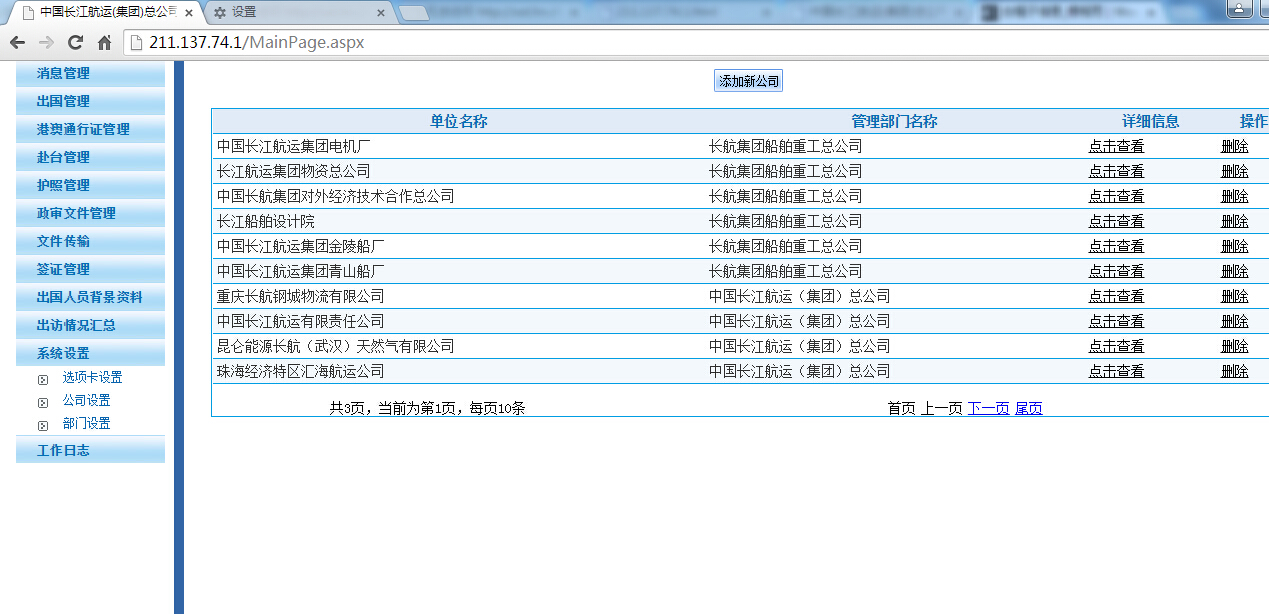 中国长江航运(集团)总公司
设置
211.137.74.1/MainPage.aspx
消息管理
出国管理
港澳通行证管理
赴台管理
护照管理
政审文件管理
文件传输
签证管理
出国人员背景资料
出访情况汇总
系统设置
选项卡设置
公司设置
部门设置
工作日志
添加新公司
单位名称 管理部门名称 详细信息 操作
中国长江航运集团电机厂 长航集团船舶重工总公司 点击查看 删除
长江航运集团物资总公司 长航集团船舶重工总公司 点击查看 删除
中国长航集团对外经济技术合作总公司 长航集团船舶重工总公司 点击查看 删除
长江船舶设计院 长航集团船舶重工总公司 点击查看 删除
中国长江航运集团金陵船厂 长航集团船舶重工总公司 点击查看 删除
中国长江航运集团青山船厂 长航集团船舶重工总公司 点击查看 删除
重庆长航钢城物流有限公司 中国长江航运（集团）总公司 点击查看 删除
中国长江航运有限责任公司 中国长江航运（集团）总公司 点击查看 删除
昆仑能源长航（武汉）天然气有限公司 中国长江航运（集团）总公司 点击查看 删除
珠海经济特区汇海航运公司 中国长江航运（集团）总公司 点击查看 删除
共3页，当前为第1页，每页10条 首页 上一页 下一页 尾页